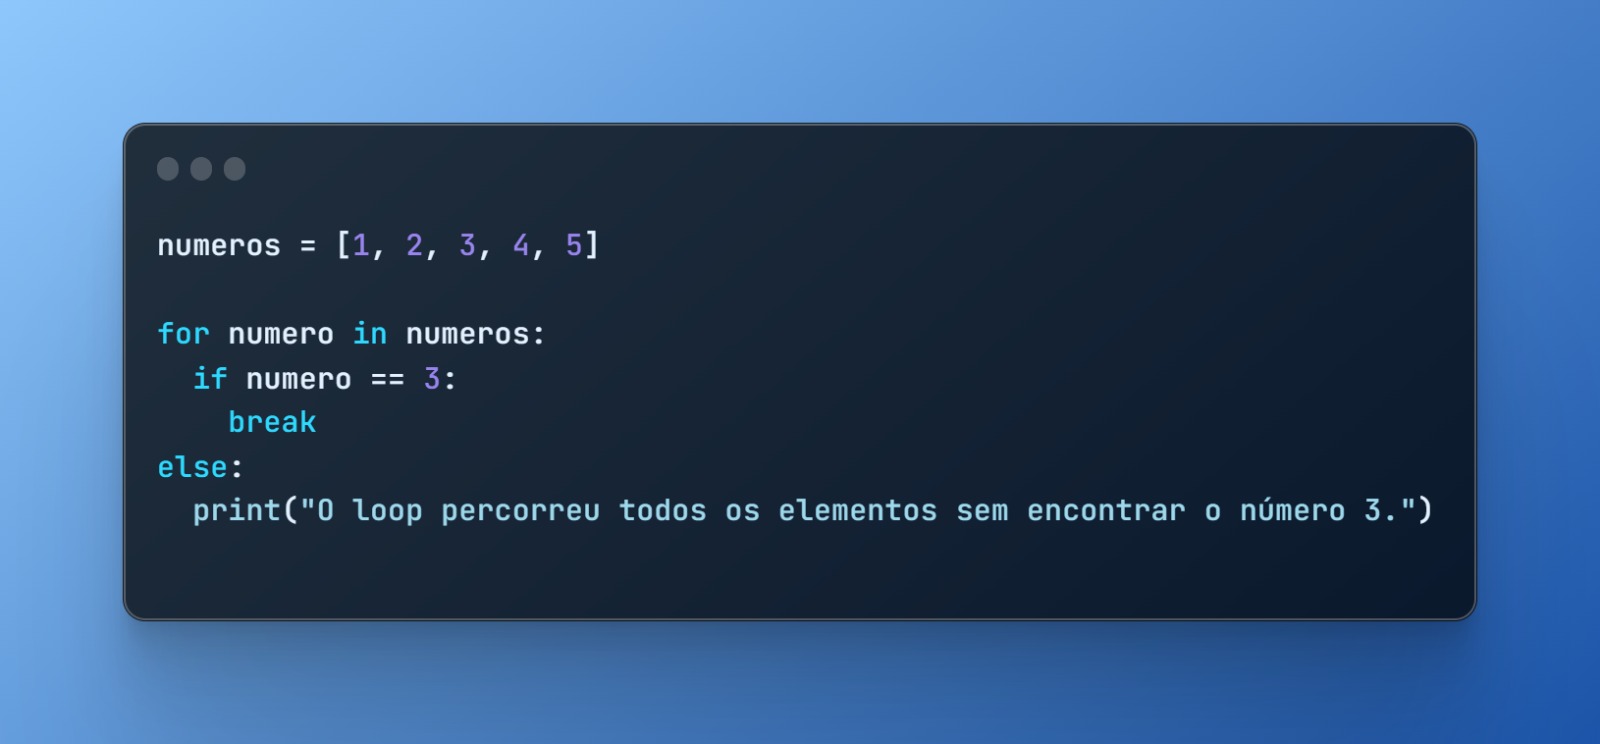 numeros = [1, 2, 3, 4, 5]
for numero in numeros:
if numero == 3:
break
else:
print("O loop percorreu todos os elementos sem encontrar o número 3.")